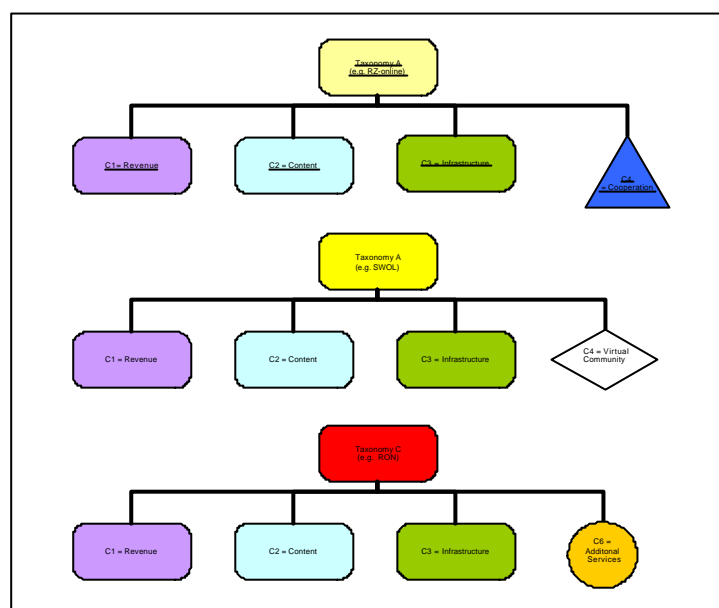 Taxonomy A
(e.g. RZ-online)
C1= Revenue
C2 = Content
C3 = Infrastructure
C4
= Cooperation
Taxonomy A
(e.g. SWOL)
C1 = Revenue
C2 = Content
C3 = Infrastructure
C4 = Virtual
Community
Taxonomy C
(e.g. RON)
C1 = Revenue
C2 = Content
C3 = Infrastructure
C6 =
Additonal
Services